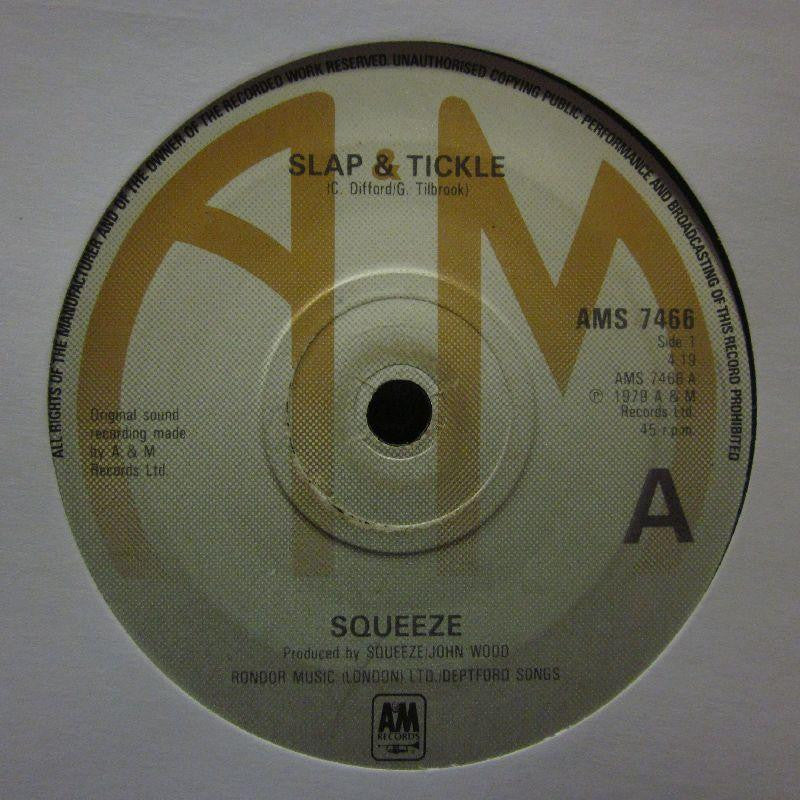 ALL RIGHTS OF THE MANUFACTURER AND OF THE OWNER OF THE RECORDED WORK RESERVED. UNAUTHORISED COPYING PUBLIC PERFORMANCE AND BROADCASTING OF THIS RECORD PROHIBITED
AM
SLAP & TICKLE
(C. Difford/G. Tilbrook)
AMS 7466
Side 1
4.19
AMS 7466 A
℗ 1979 A & M
Records Ltd.
45 r.p.m.
Original sound
recording made
by A & M
Records Ltd.
A
SQUEEZE
Produced by SQUEEZE/JOHN WOOD
RONDOR MUSIC (LONDON) LTD./DEPTFORD SONGS
AM
RECORDS